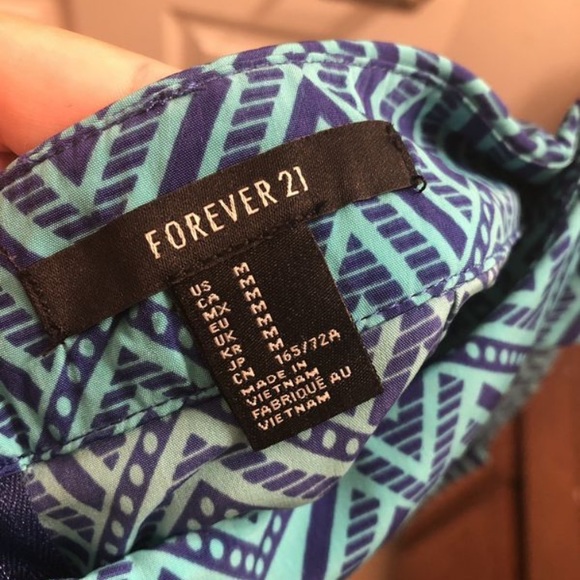 FOREVER 21
US M
CA M
MX M
EU M
UK M
KR L
JP M
CN 165/72A
MADE IN
VIETNAM
FABRIQUÉ AU
VIETNAM